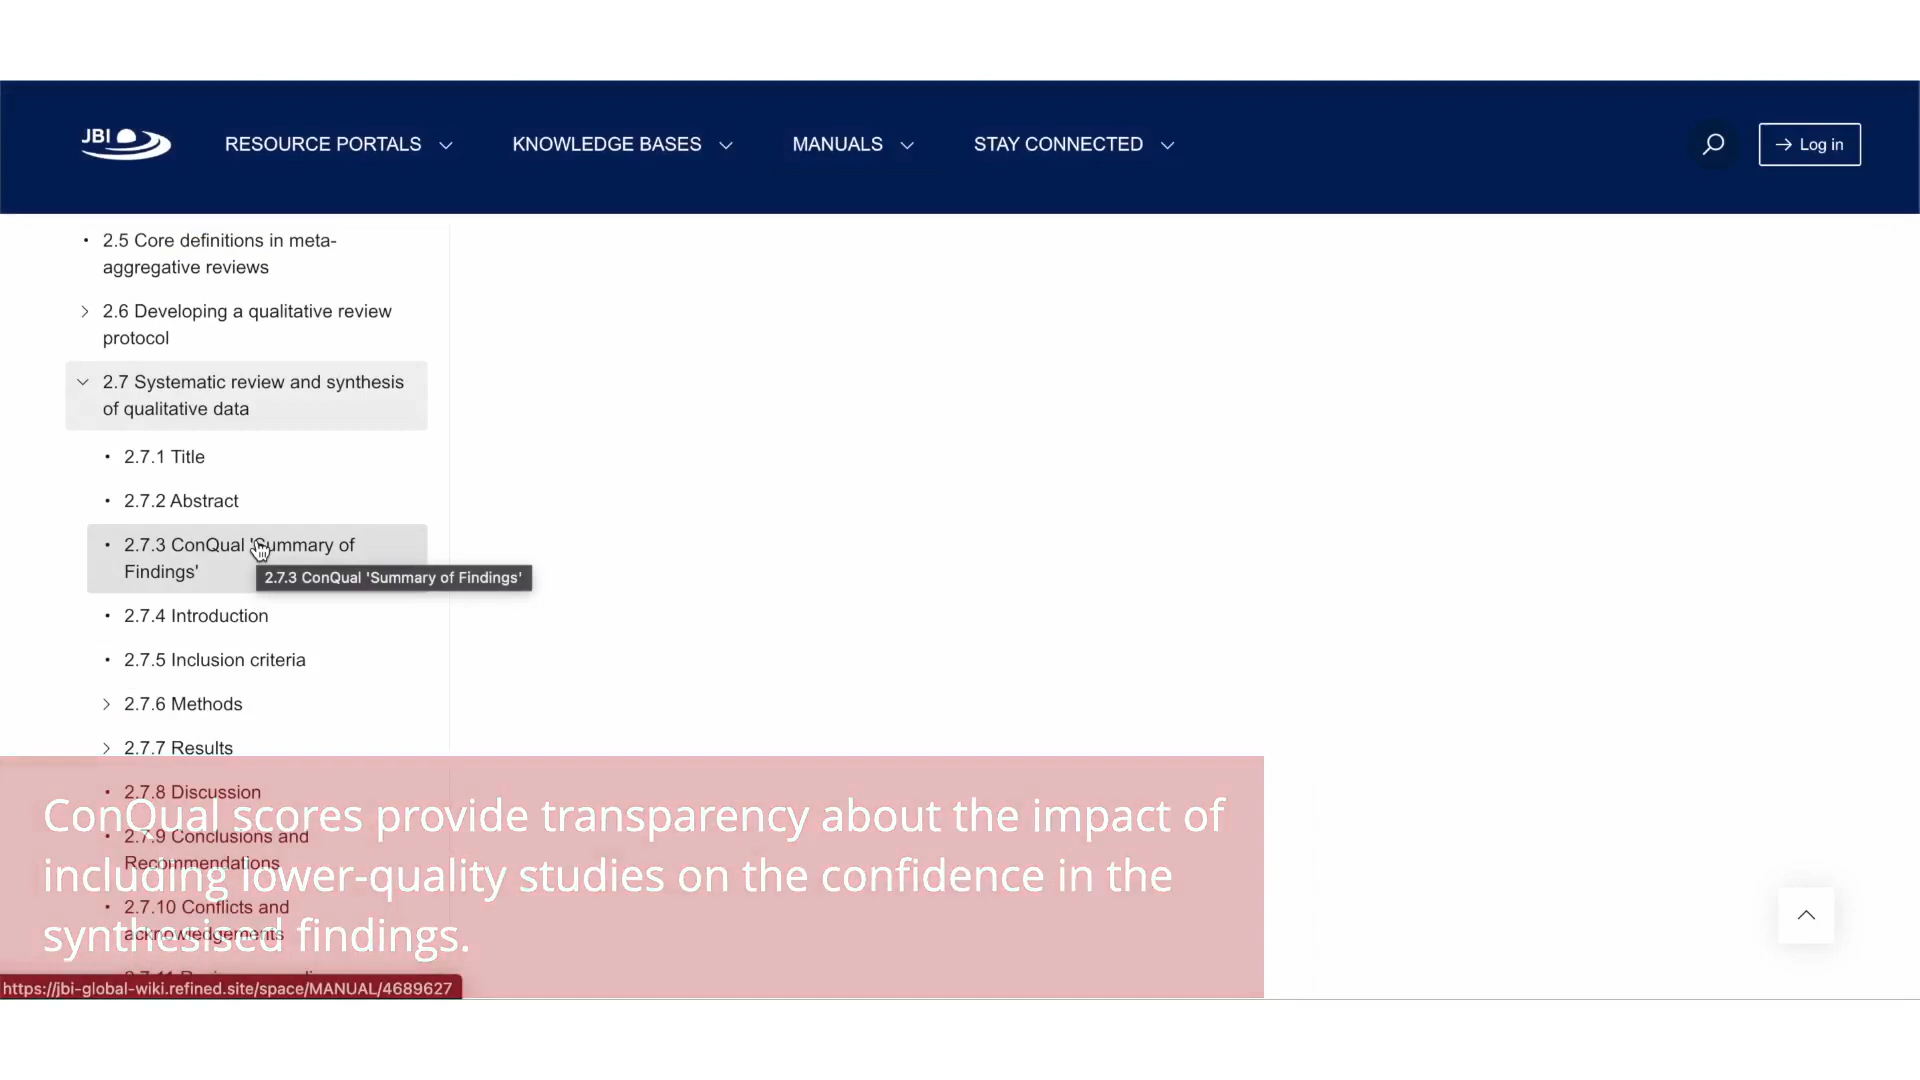 JBI
RESOURCE PORTALS
KNOWLEDGE BASES
MANUALS
STAY CONNECTED
Log in
2.5 Core definitions in meta-
aggregative reviews
2.6 Developing a qualitative review
protocol
2.7 Systematic review and synthesis
of qualitative data
2.7.1 Title
2.7.2 Abstract
2.7.3 ConQual 'Summary of
Findings'
2.7.3 ConQual 'Summary of Findings'
2.7.4 Introduction
2.7.5 Inclusion criteria
2.7.6 Methods
2.7.7 Results
2.7.8 Discussion
2.7.9 Conclusions and
Recommendations
2.7.10 Conflicts and
acknowledgements
ConQual scores provide transparency about the impact of
including lower-quality studies on the confidence in the
synthesised findings.
https://jbi-global-wiki.refined.site/space/MANUAL/4689627